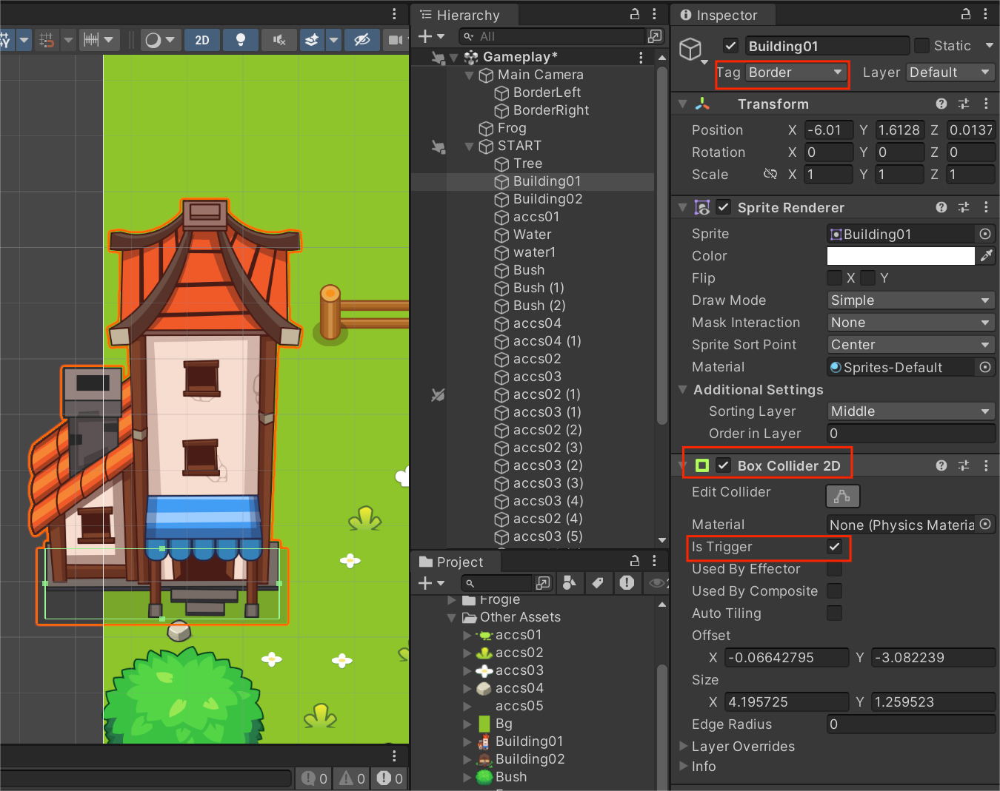 2D
0
0
0
Hierarchy
All
Gameplay*
Main Camera
BorderLeft
BorderRight
Frog
START
Tree
Building01
Building02
accs01
Water
water1
Bush
Bush (1)
Bush (2)
accs04
accs04 (1)
accs02
accs03
accs02 (1)
accs03 (1)
accs02 (2)
accs02 (3)
accs03 (2)
accs03 (3)
accs03 (4)
accs02 (4)
accs03 (5)
Project
Frogie
Other Assets
accs01
accs02
accs03
accs04
accs05
Bg
Building01
Building02
Bush
Inspector
Building01 Static
Tag Border Layer Default
Transform
Position X -6.01 Y 1.6128 Z 0.0137
Rotation X 0 Y 0 Z 0
Scale X 1 Y 1 Z 1
Sprite Renderer
Sprite Building01
Color
Flip X Y
Draw Mode Simple
Mask Interaction None
Sprite Sort Point Center
Material Sprites-Default
Additional Settings
Sorting Layer Middle
Order in Layer 0
Box Collider 2D
Edit Collider
Material None (Physics Materia
Is Trigger
Used By Effector
Used By Composite
Auto Tiling
Offset
X -0.06642795 Y -3.082239
Size
X 4.195725 Y 1.259523
Edge Radius 0
Layer Overrides
Info